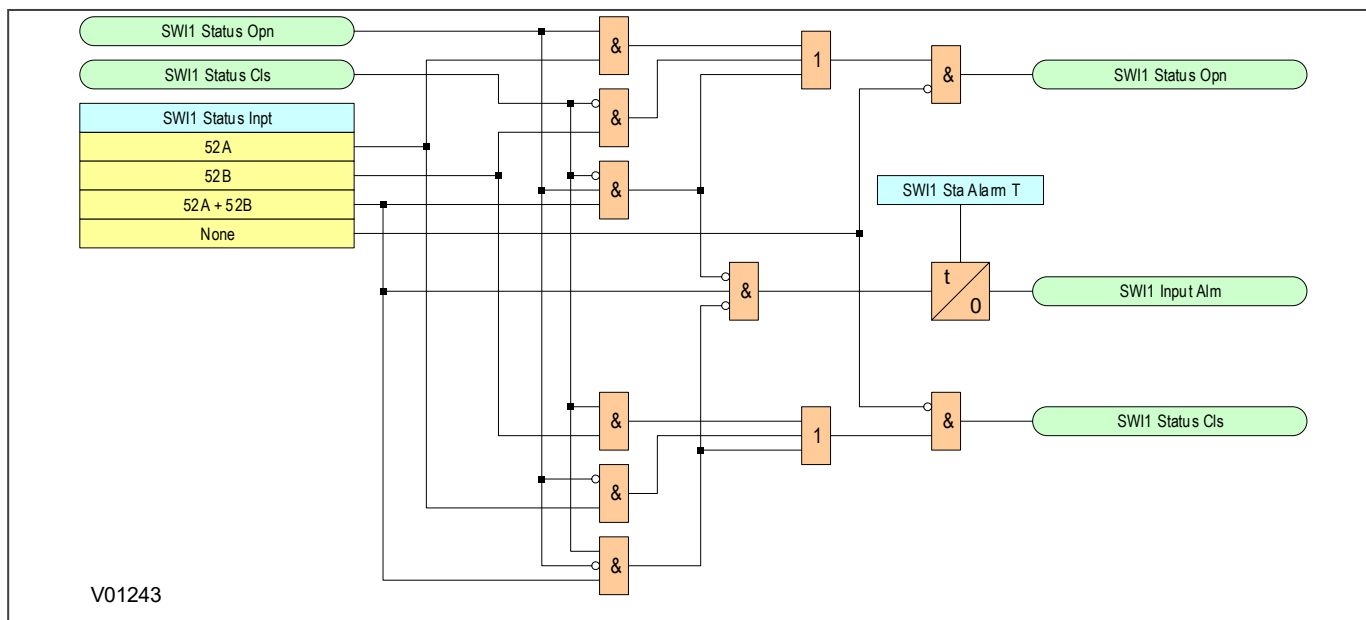 SWI1 Status Opn
SWI1 Status Cls
SWI1 Status Inpt
52A
52B
52A + 52B
None
&
&
&
1
&
SWI1 Status Opn
SWI1 Sta Alarm T
&
t
0
SWI1 Input Alm
&
&
&
1
&
SWI1 Status Cls
V01243